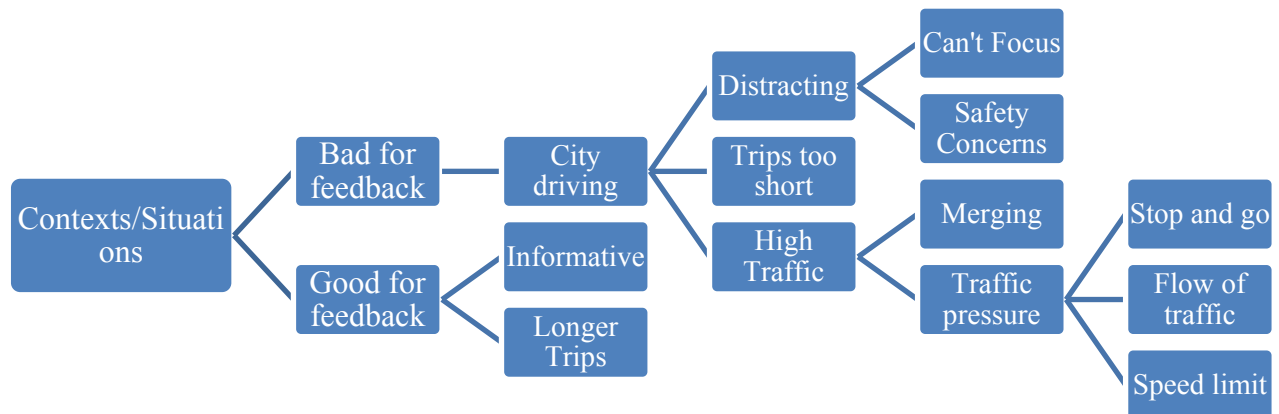 Contexts/Situati
ons
Bad for
feedback
Good for
feedback
City
driving
Informative
Longer
Trips
Distracting
Trips too
short
High
Traffic
Can't Focus
Safety
Concerns
Merging
Traffic
pressure
Stop and go
Flow of
traffic
Speed limit